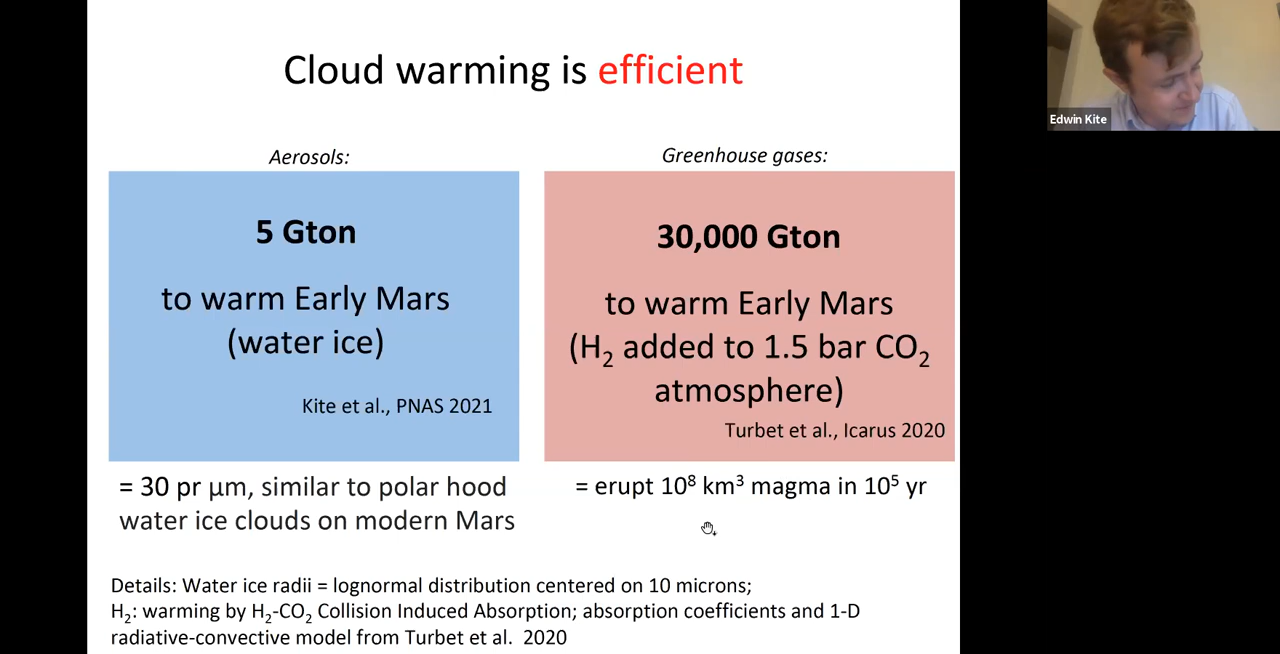 Cloud warming is efficient
Edwin Kite
Aerosols:
5 Gton
to warm Early Mars
(water ice)
Kite et al., PNAS 2021
= 30 pr μm, similar to polar hood
water ice clouds on modern Mars
Greenhouse gases:
30,000 Gton
to warm Early Mars
(H₂ added to 1.5 bar CO₂
atmosphere)
Turbet et al., Icarus 2020
= erupt 10⁸ km³ magma in 10⁵ yr
Details: Water ice radii = lognormal distribution centered on 10 microns;
H₂: warming by H₂-CO₂ Collision Induced Absorption; absorption coefficients and 1-D
radiative-convective model from Turbet et al. 2020